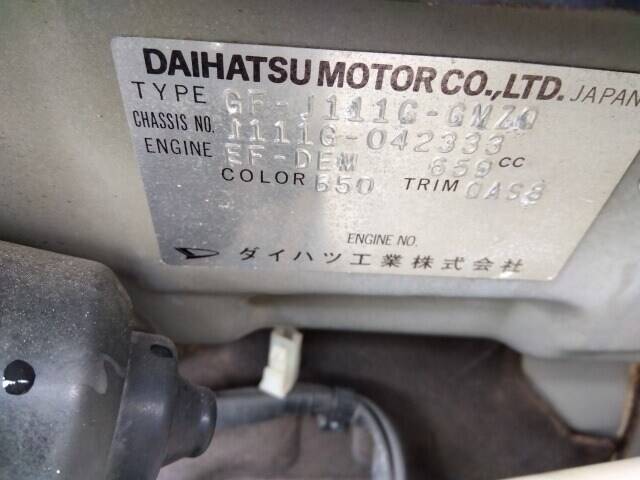 DAIHATSU MOTOR CO.,LTD. JAPAN
TYPE GF-J111G-GMZQ
CHASSIS NO. J111G-042333
ENGINE EF-DEM 659 CC
COLOR 650 TRIM OAS8
ENGINE NO.
ダイハツ工業株式会社